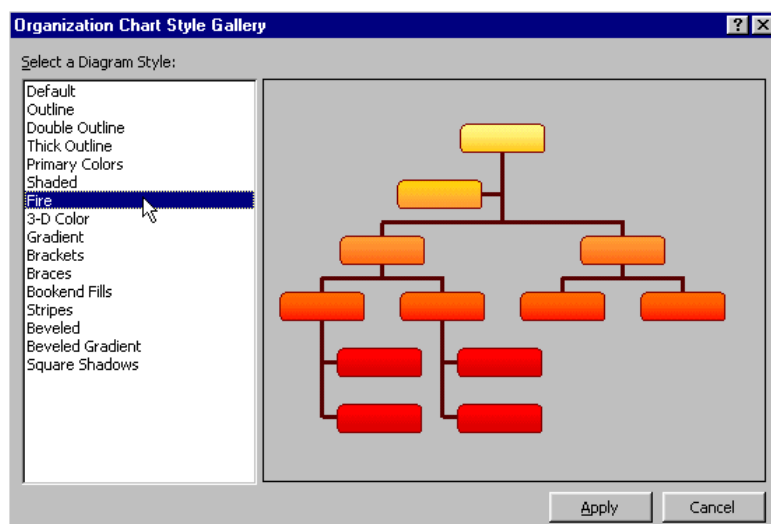 Organization Chart Style Gallery
Select a Diagram Style:
Default
Outline
Double Outline
Thick Outline
Primary Colors
Shaded
Fire
3-D Color
Gradient
Brackets
Braces
Bookend Fills
Stripes
Beveled
Beveled Gradient
Square Shadows
Apply
Cancel